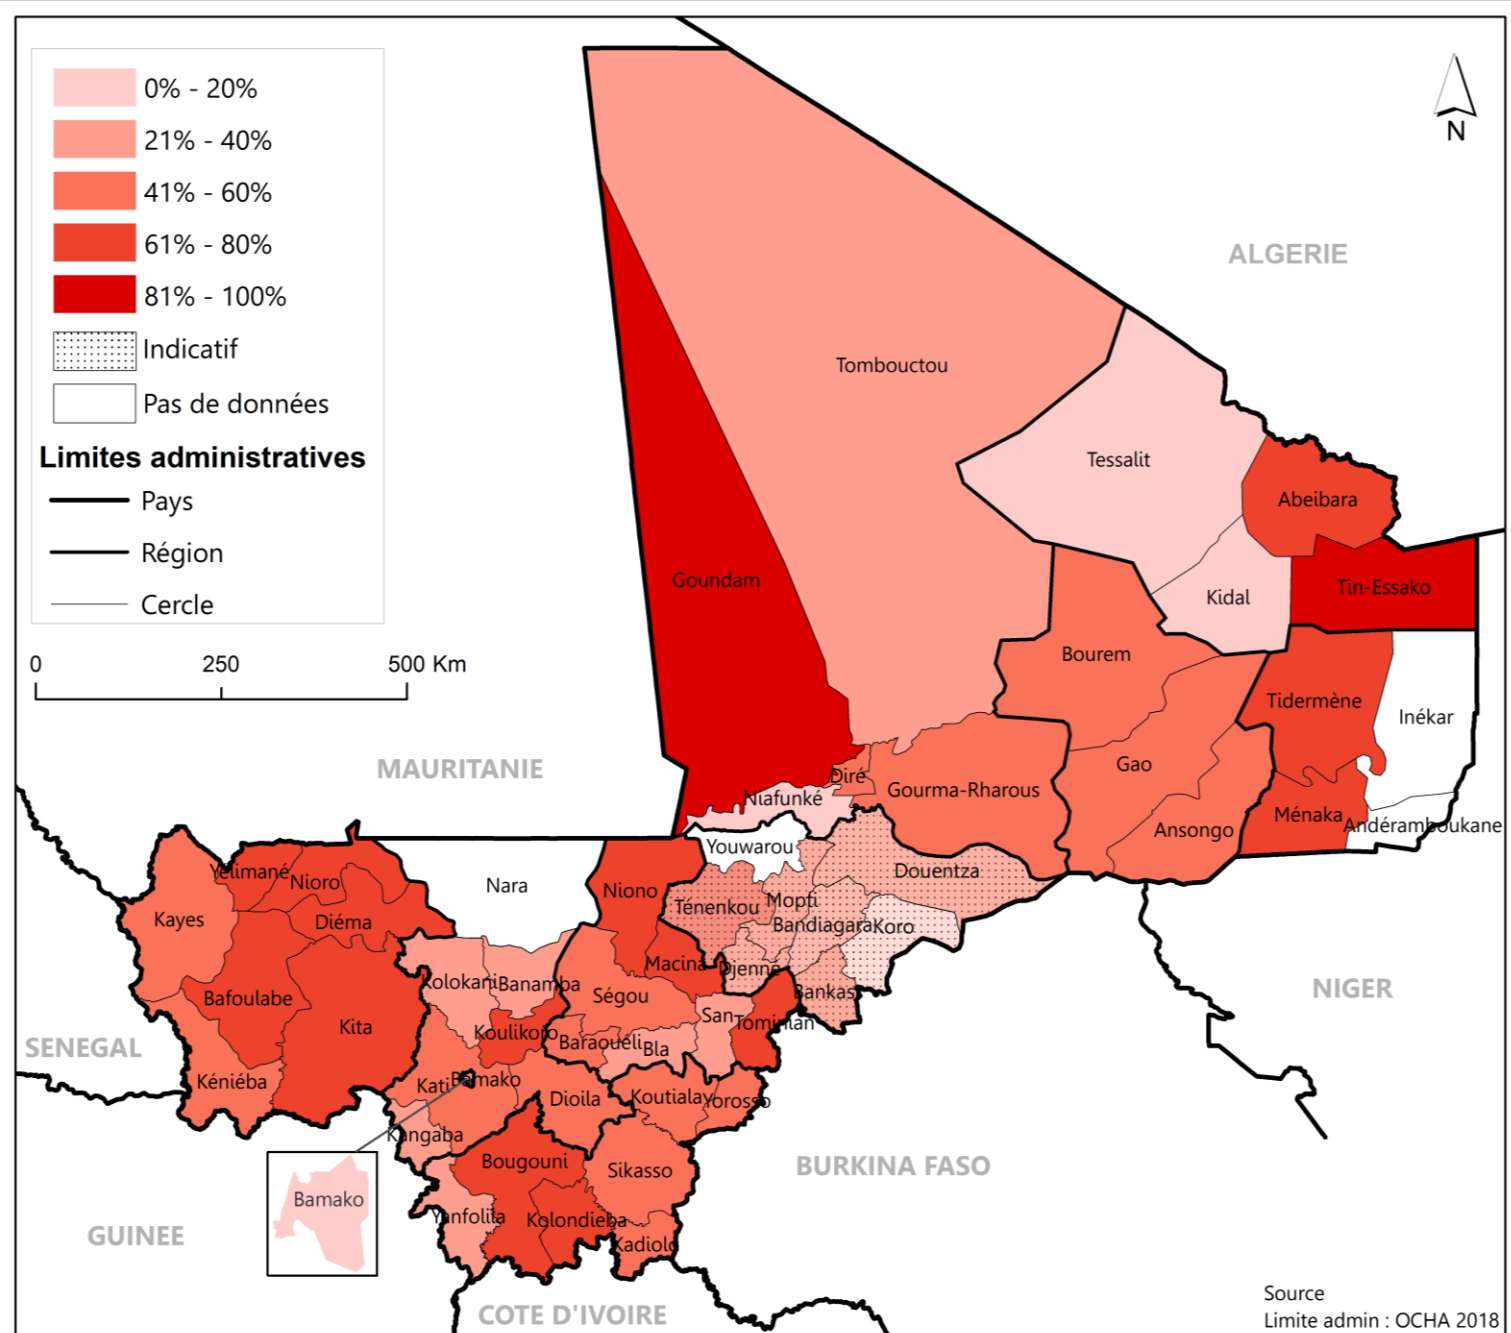 0% - 20%
21% - 40%
41% - 60%
61% - 80%
81% - 100%
Indicatif
Pas de données
Limites administratives
Pays
Région
Cercle
0 250 500 Km
N
ALGERIE
Tombouctou
Tessalit
Abeibara
Goundam
Kidal
Tin-Essako
Bourem
Tidermène
Inékar
MAURITANIE
Gao
Diré
Gourma-Rharous
Niafunké
Ménaka
Andéramboukane
Ansongo
Youwarou
Yélimané
Nioro
Nara
Niono
Douentza
Kayes
Diéma
Ténenkou
Mopti
Bandiagara
Koro
Macina
Djenné
Kolokani
Banamba
Bafoulabe
Ségou
Bankas
NIGER
Kita
San
Tominian
Koulikoro
Baraouéli
Bla
SENEGAL
Kéniéba
Kati
Bamako
Dioila
Koutiala
Yorosso
Kangaba
Bougouni
Sikasso
BURKINA FASO
Bamako
Yanfolila
Kolondieba
GUINEE
Kadiolo
COTE D'IVOIRE
Source
Limite admin : OCHA 2018